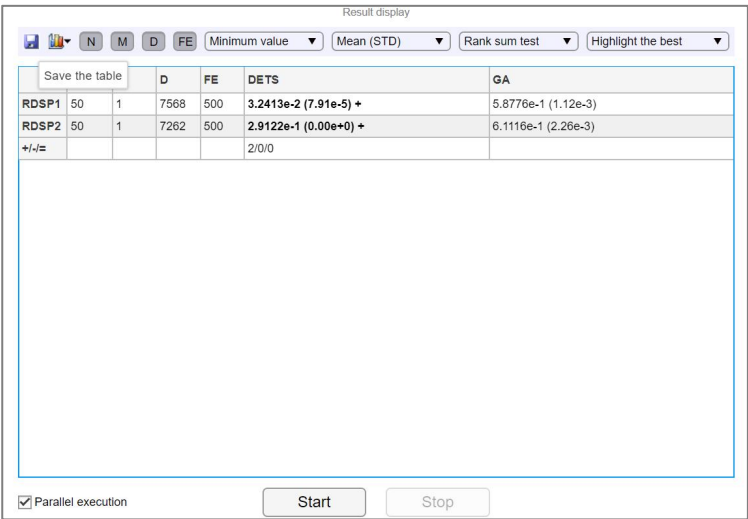 Result display
N M D FE Minimum value Mean (STD) Rank sum test Highlight the best
Save the table
D FE DETS GA
RDSP1 50 1 7568 500 3.2413e-2 (7.91e-5) + 5.8776e-1 (1.12e-3)
RDSP2 50 1 7262 500 2.9122e-1 (0.00e+0) + 6.1116e-1 (2.26e-3)
+/-/= 2/0/0
Parallel execution Start Stop